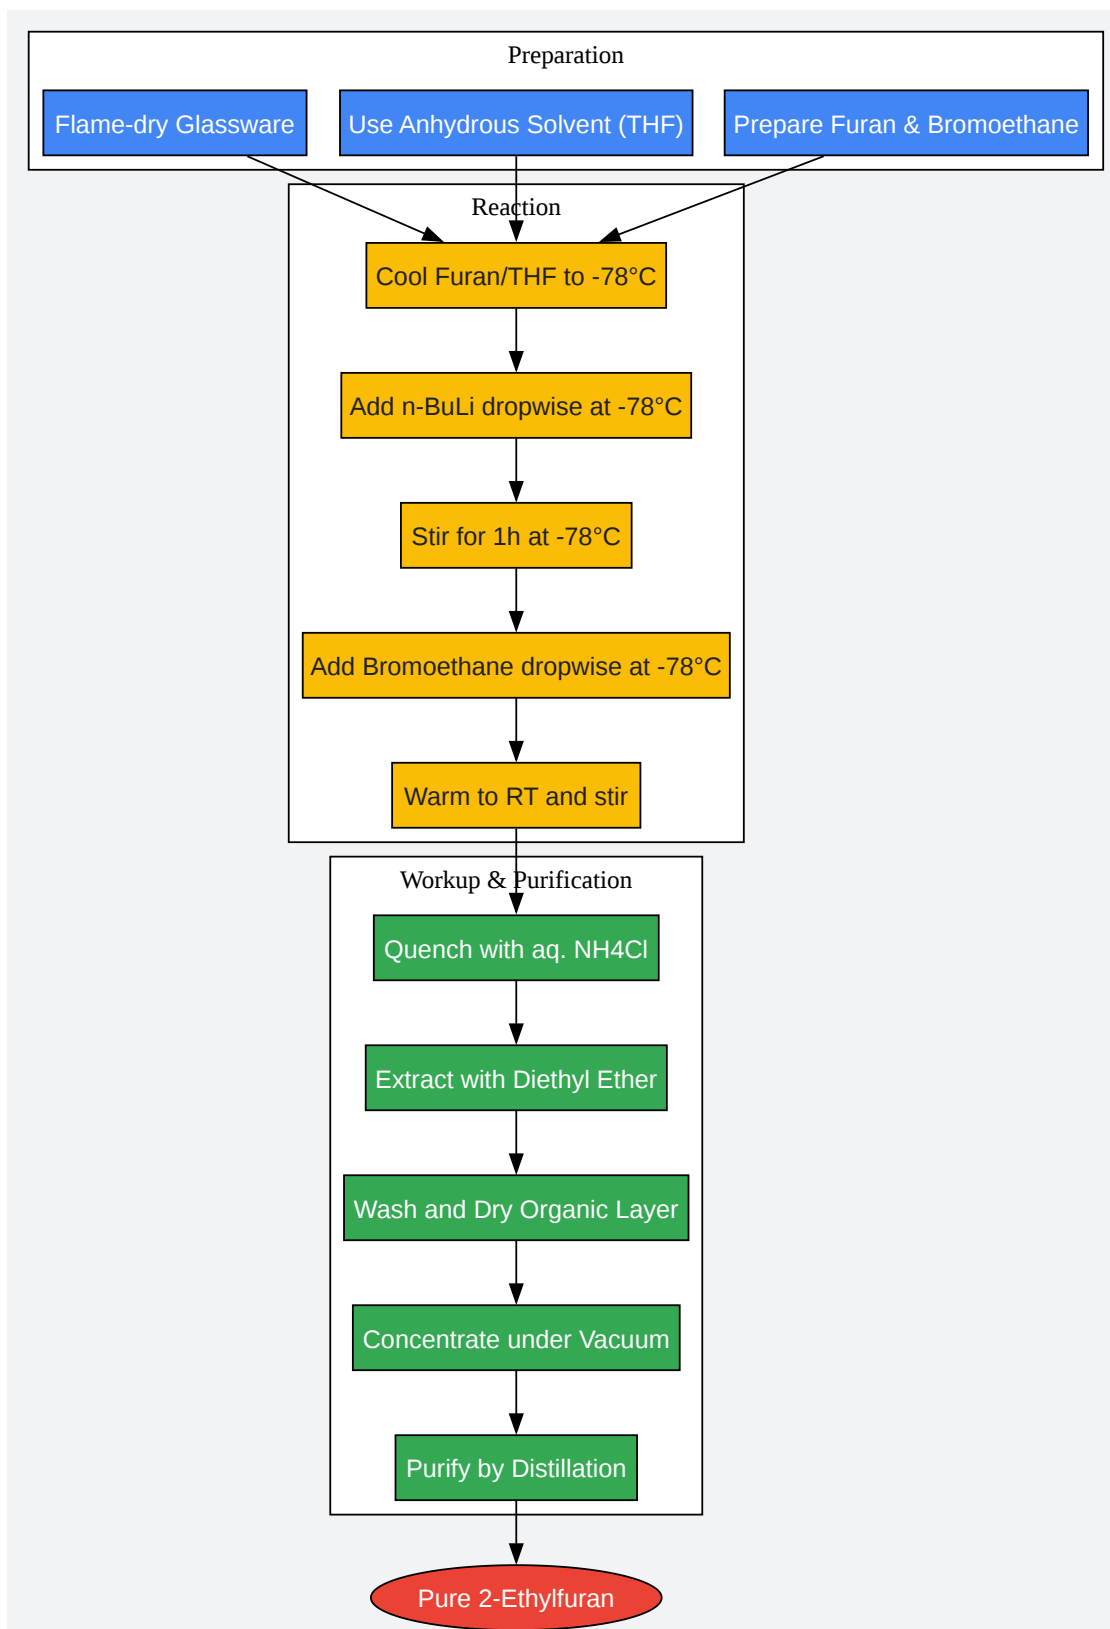 Preparation
Flame-dry Glassware
Use Anhydrous Solvent (THF)
Prepare Furan & Bromoethane
Reaction
Cool Furan/THF to -78°C
Add n-BuLi dropwise at -78°C
Stir for 1h at -78°C
Add Bromoethane dropwise at -78°C
Warm to RT and stir
Workup & Purification
Quench with aq. NH4Cl
Extract with Diethyl Ether
Wash and Dry Organic Layer
Concentrate under Vacuum
Purify by Distillation
Pure 2-Ethylfuran